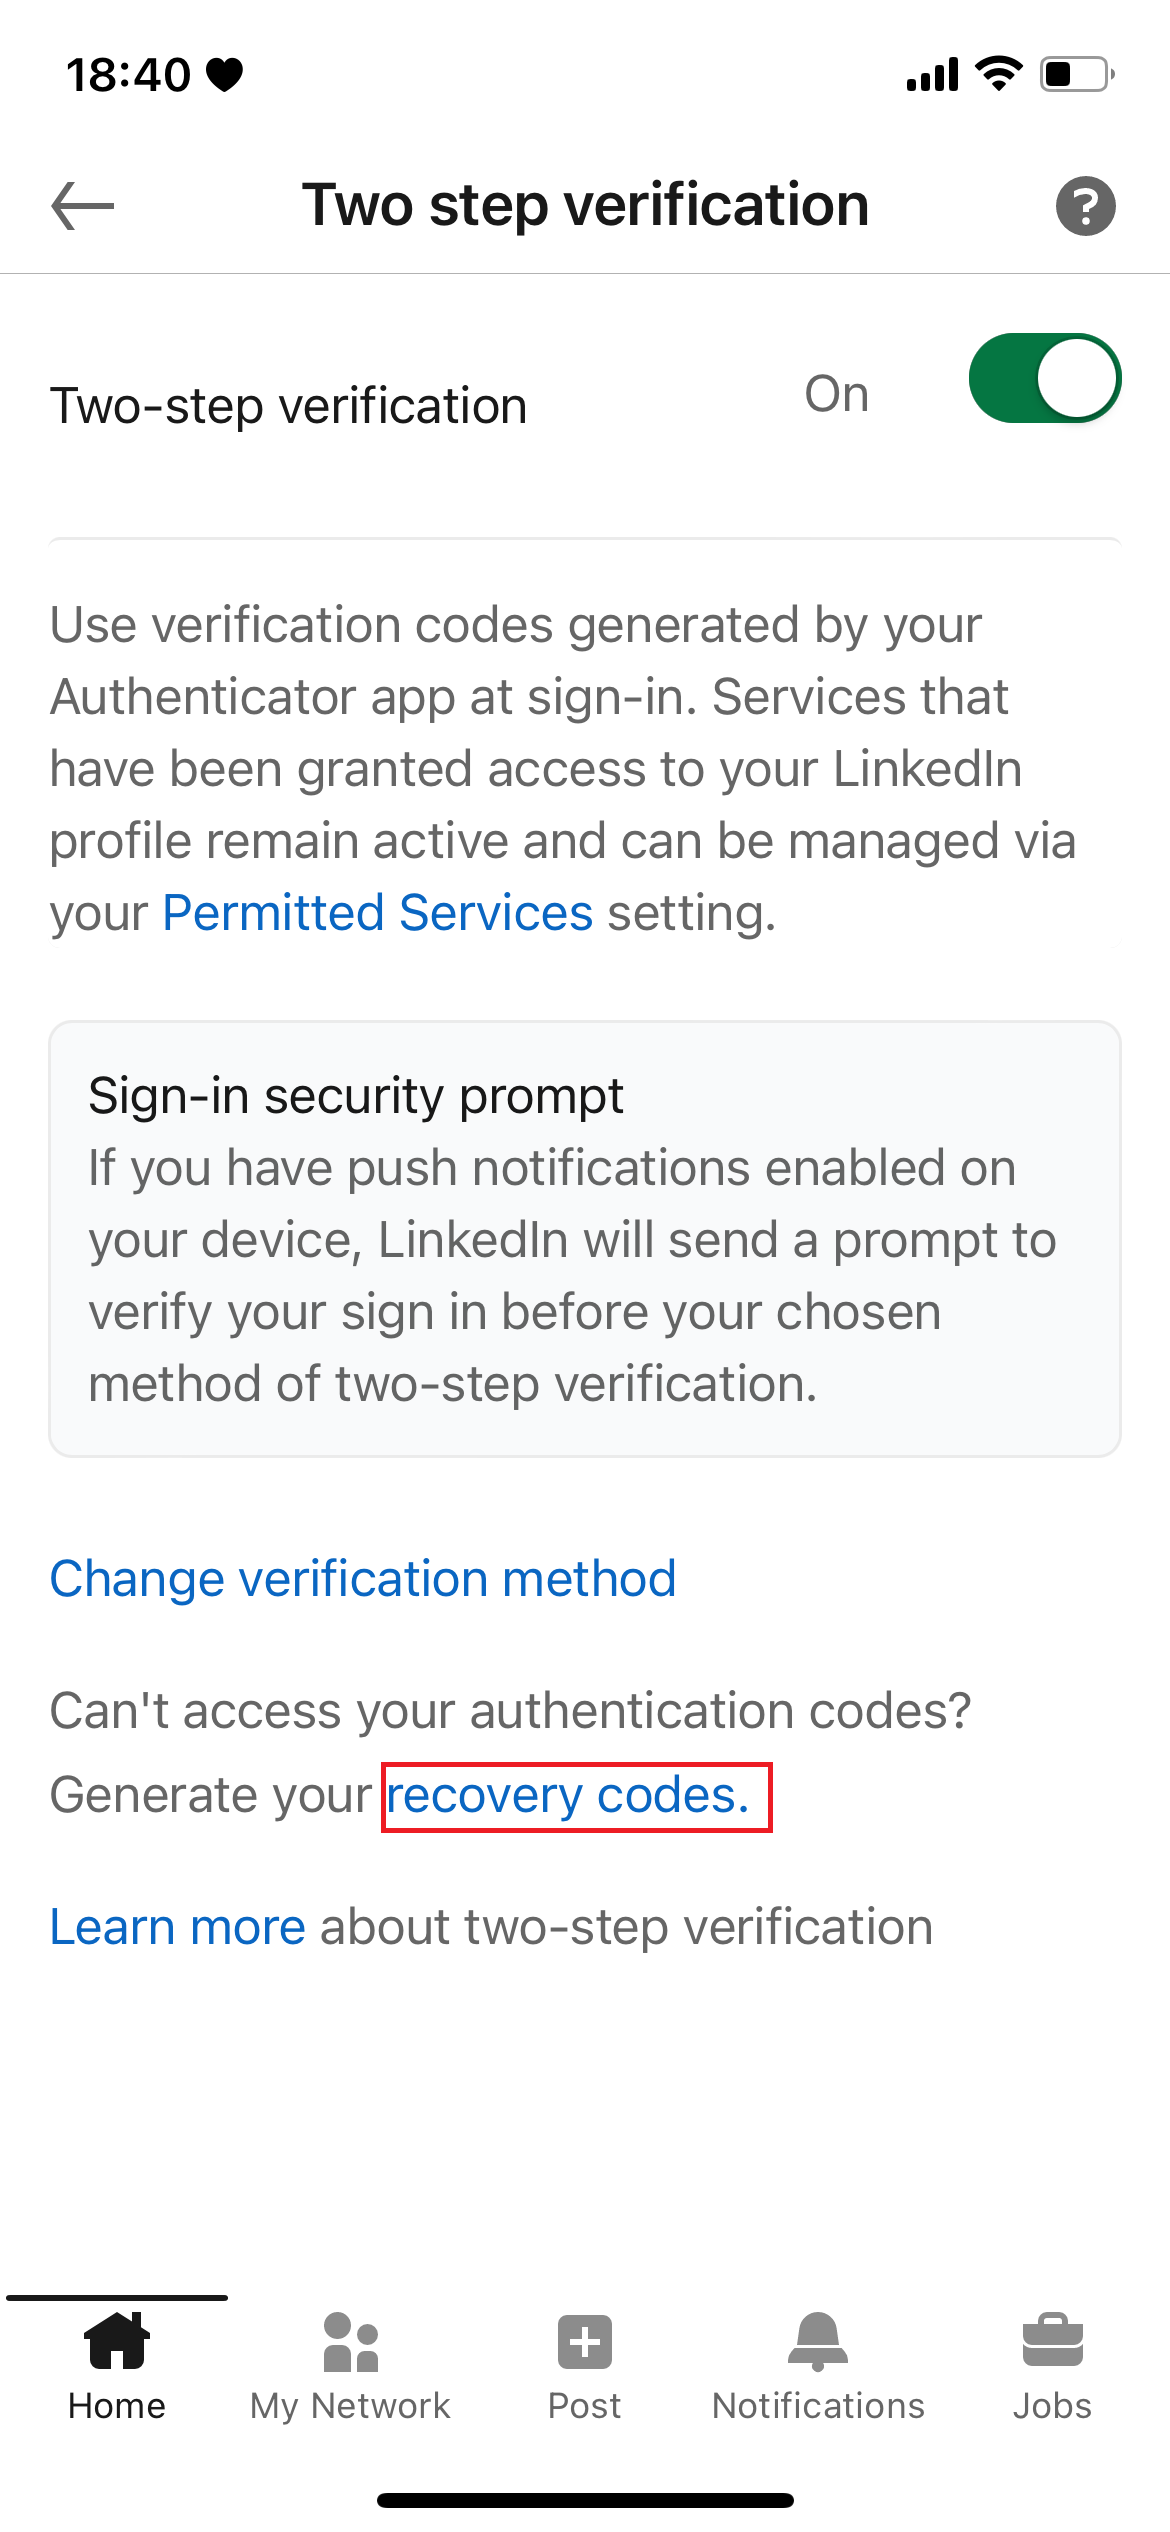 18:40
Two step verification
Two-step verification
On
Use verification codes generated by your
Authenticator app at sign-in. Services that
have been granted access to your LinkedIn
profile remain active and can be managed via
your Permitted Services setting.
Sign-in security prompt
If you have push notifications enabled on
your device, LinkedIn will send a prompt to
verify your sign in before your chosen
method of two-step verification.
Change verification method
Can't access your authentication codes?
Generate your recovery codes.
Learn more about two-step verification
Home
My Network
Post
Notifications
Jobs